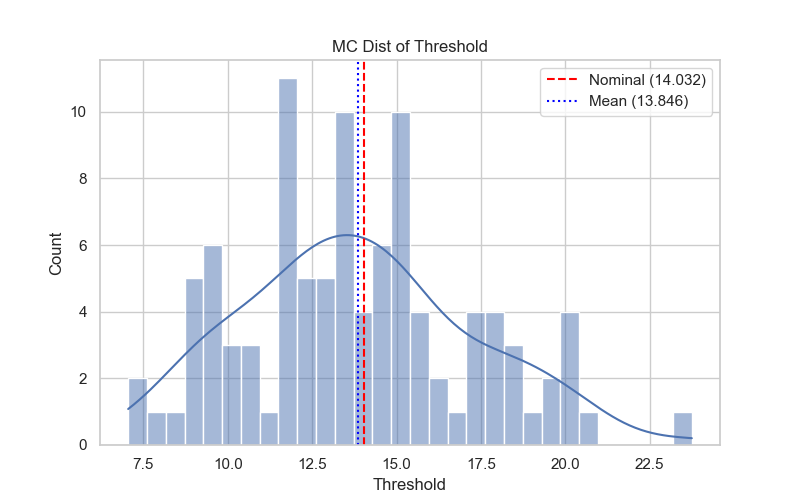 MC Dist of Threshold
Nominal (14.032)
Mean (13.846)
Count
10
8
6
4
2
0
7.5 10.0 12.5 15.0 17.5 20.0 22.5
Threshold